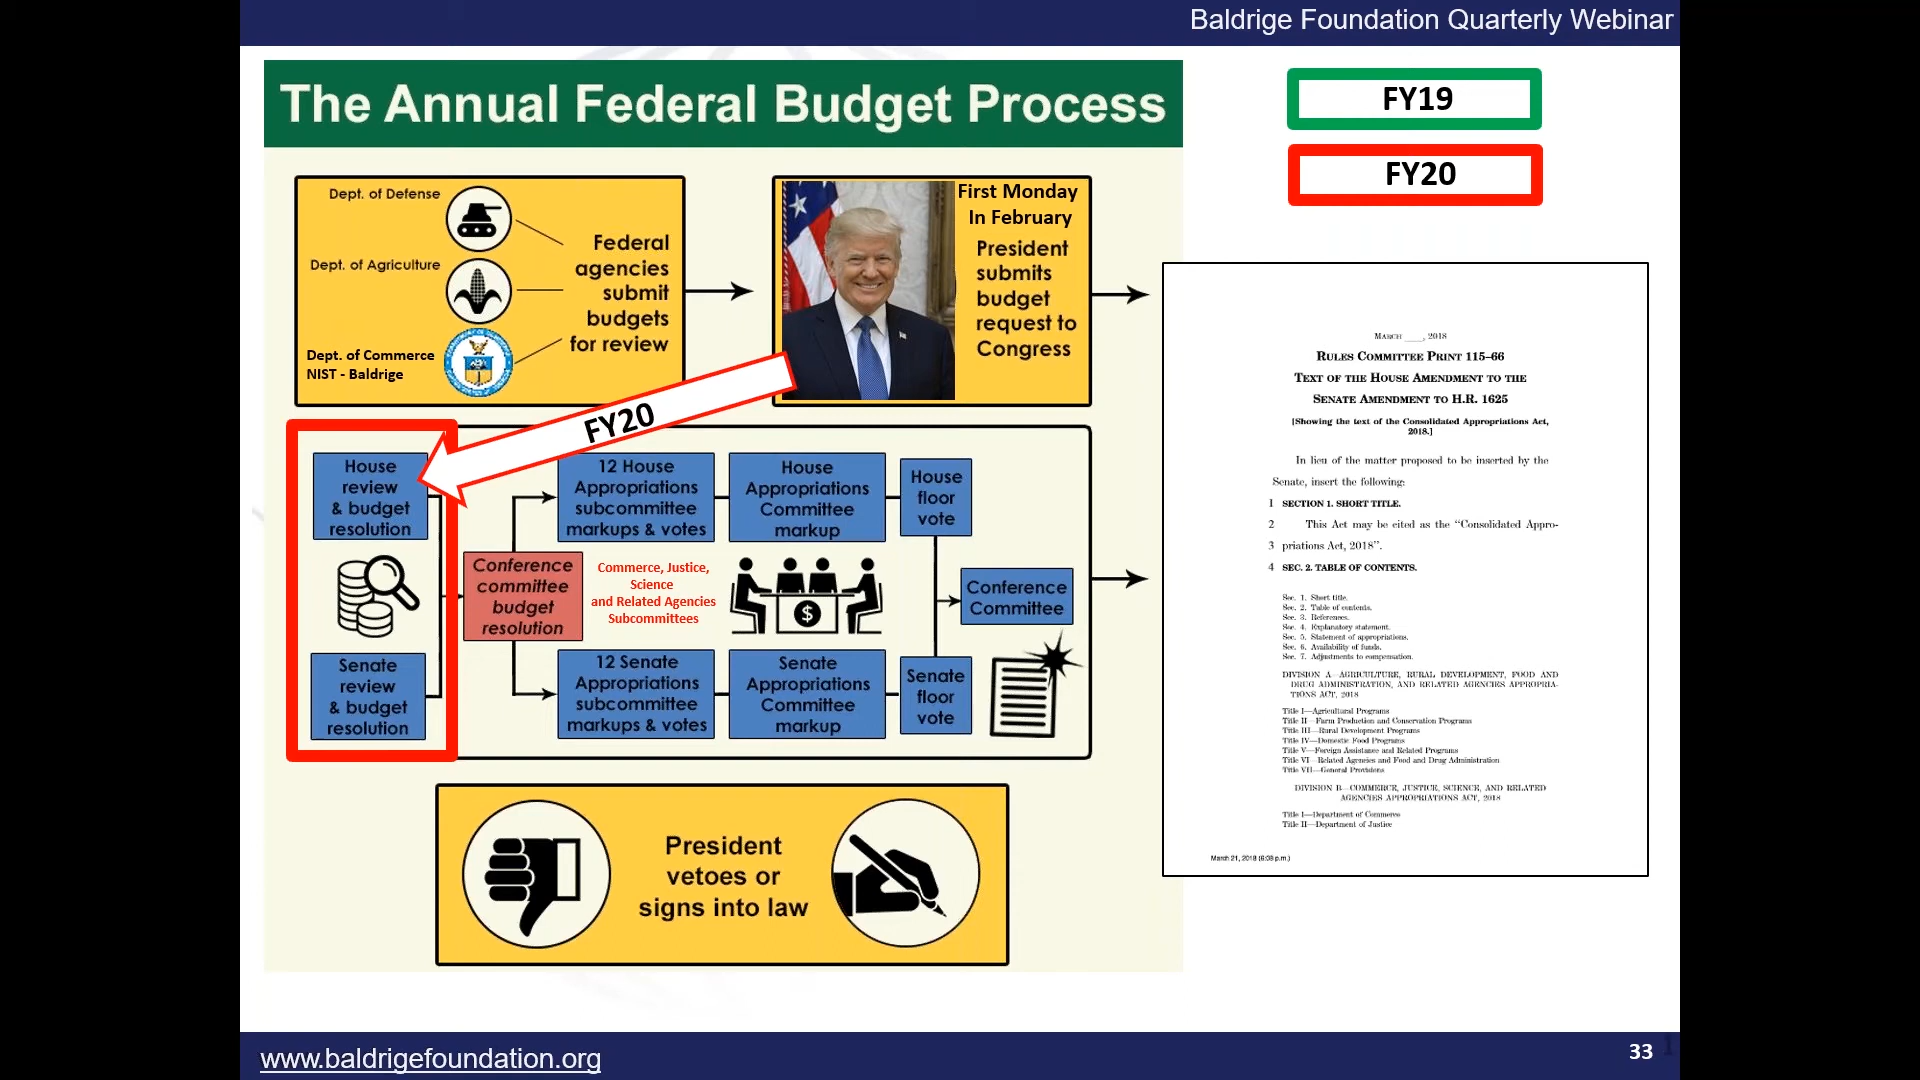 Baldrige Foundation Quarterly Webinar
The Annual Federal Budget Process
FY19
FY20
Dept. of Defense
Dept. of Agriculture
Dept. of Commerce
NIST - Baldrige
Federal
agencies
submit
budgets
for review
First Monday
In February
President
submits
budget
request to
Congress
FY20
House
review
& budget
resolution
Senate
review
& budget
resolution
Conference
committee
budget
resolution
12 House
Appropriations
subcommittee
markups & votes
Commerce, Justice,
Science
and Related Agencies
Subcommittees
12 Senate
Appropriations
subcommittee
markups & votes
House
Appropriations
Committee
markup
$
Senate
Appropriations
Committee
markup
House
floor
vote
Senate
floor
vote
Conference
Committee
President
vetoes or
signs into law
MARCH ___, 2018
RULES COMMITTEE PRINT 115–66
TEXT OF THE HOUSE AMENDMENT TO THE
SENATE AMENDMENT TO H.R. 1625
[Showing the text of the Consolidated Appropriations Act,
2018.]
In lieu of the matter proposed to be inserted by the
Senate, insert the following:
1 SECTION 1. SHORT TITLE.
2 This Act may be cited as the “Consolidated Appro-
3 priations Act, 2018”.
4 SEC. 2. TABLE OF CONTENTS.
Sec. 1. Short title.
Sec. 2. Table of contents.
Sec. 3. References.
Sec. 4. Explanatory statement.
Sec. 5. Statement of appropriations.
Sec. 6. Availability of funds.
Sec. 7. Adjustments to compensation.
DIVISION A—AGRICULTURE, RURAL DEVELOPMENT, FOOD AND
DRUG ADMINISTRATION, AND RELATED AGENCIES APPROPRIA-
TIONS ACT, 2018
Title I—Agricultural Programs
Title II—Farm Production and Conservation Programs
Title III—Rural Development Programs
Title IV—Domestic Food Programs
Title V—Foreign Assistance and Related Programs
Title VI—Related Agencies and Food and Drug Administration
Title VII—General Provisions
DIVISION B—COMMERCE, JUSTICE, SCIENCE, AND RELATED
AGENCIES APPROPRIATIONS ACT, 2018
Title I—Department of Commerce
Title II—Department of Justice
March 21, 2018 (6:08 p.m.)
www.baldrigefoundation.org
33